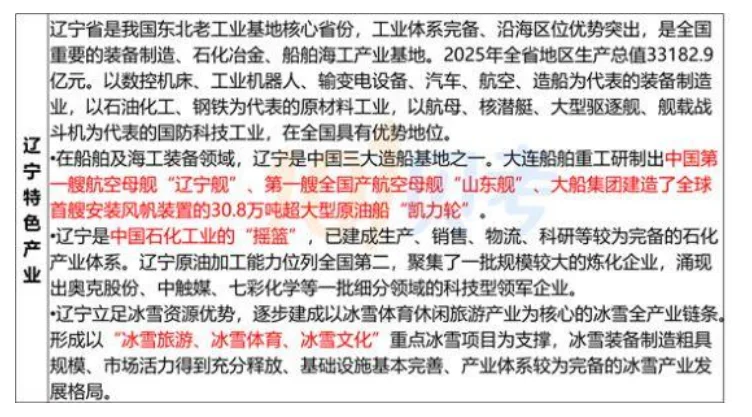 辽宁特色产业
辽宁省是我国东北老工业基地核心省份，工业体系完备、沿海区位优势突出，是全国
重要的装备制造、石化冶金、船舶海工产业基地。2025年全省地区生产总值33182.9
亿元。以数控机床、工业机器人、输变电设备、汽车、航空、造船为代表的装备制造
业，以石油化工、钢铁为代表的原材料工业，以航母、核潜艇、大型驱逐舰、舰载战
斗机为代表的国防科技工业，在全国具有优势地位。
•在船舶及海工装备领域，辽宁是中国三大造船基地之一。大连船舶重工研制出中国第
一艘航空母舰“辽宁舰”、第一艘全国产航空母舰“山东舰”、大船集团建造了全球
首艘安装风帆装置的30.8万吨超大型原油船“凯力轮”。
•辽宁是中国石化工业的“摇篮”，已建成生产、销售、物流、科研等较为完备的石化
产业体系。辽宁原油加工能力位列全国第二，聚集了一批规模较大的炼化企业，涌现
出奥克股份、中触媒、七彩化学等一批细分领域的科技型领军企业。
•辽宁立足冰雪资源优势，逐步建成以冰雪体育休闲旅游产业为核心的冰雪全产业链条。
形成以“冰雪旅游、冰雪体育、冰雪文化”重点冰雪项目为支撑，冰雪装备制造粗具
规模、市场活力得到充分释放、基础设施基本完善、产业体系较为完备的冰雪产业发
展格局。